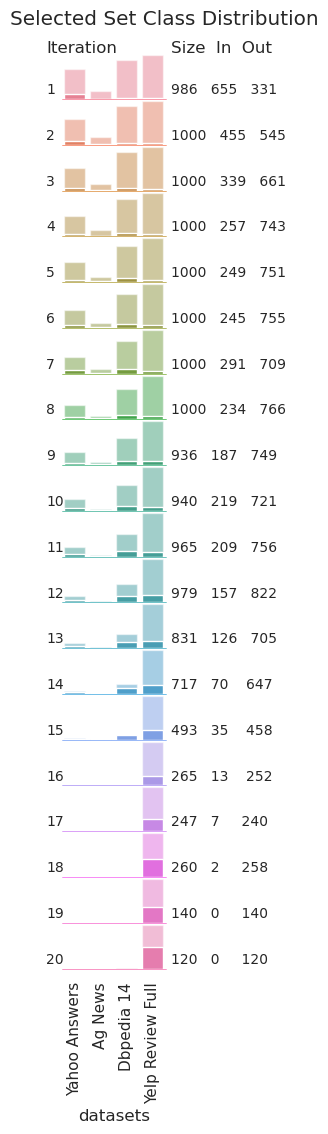 Selected Set Class Distribution
Iteration Size In Out
1 986 655 331
2 1000 455 545
3 1000 339 661
4 1000 257 743
5 1000 249 751
6 1000 245 755
7 1000 291 709
8 1000 234 766
9 936 187 749
10 940 219 721
11 965 209 756
12 979 157 822
13 831 126 705
14 717 70 647
15 493 35 458
16 265 13 252
17 247 7 240
18 260 2 258
19 140 0 140
20 120 0 120
Yahoo Answers
Ag News
Dbpedia 14
Yelp Review Full
datasets